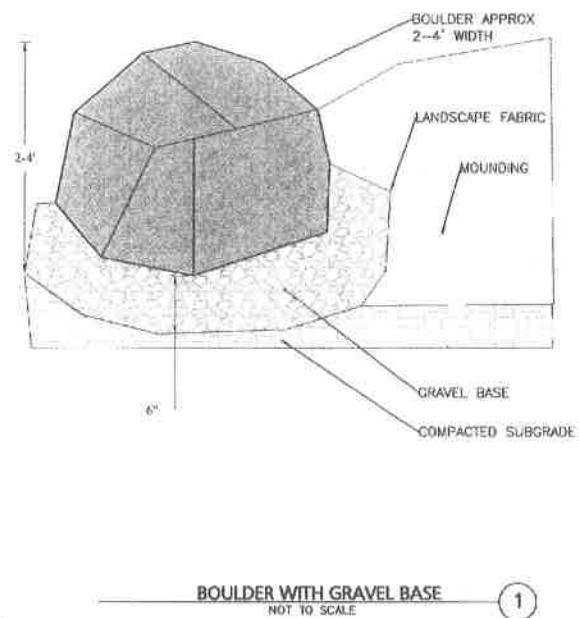 BOULDER APPROX
2-4' WIDTH
LANDSCAPE FABRIC
2-4'
MOUNDING
6"
GRAVEL BASE
COMPACTED SUBGRADE
BOULDER WITH GRAVEL BASE
NOT TO SCALE
1